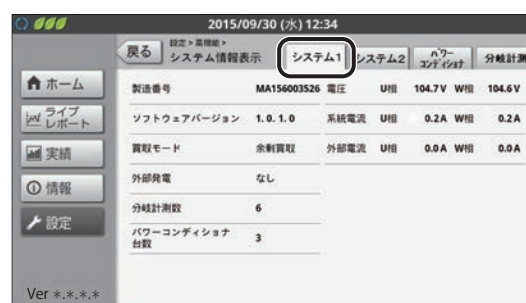 2015/09/30 (水) 12:34
戻る
設定 > 高機能 >
システム情報表示
システム1
システム2
パワーコンディショナ
分岐計測
ホーム
ライブレポート
実績
情報
設定
Ver *.*.*.*
製造番号 MA156003526 電圧 U相 104.7V W相 104.6V
ソフトウェアバージョン 1.0.1.0 系統電流 U相 0.2A W相 0.2A
買取モード 余剰買取 外部電流 U相 0.0A W相 0.0A
外部発電 なし
分岐計測数 6
パワーコンディショナ
台数 3